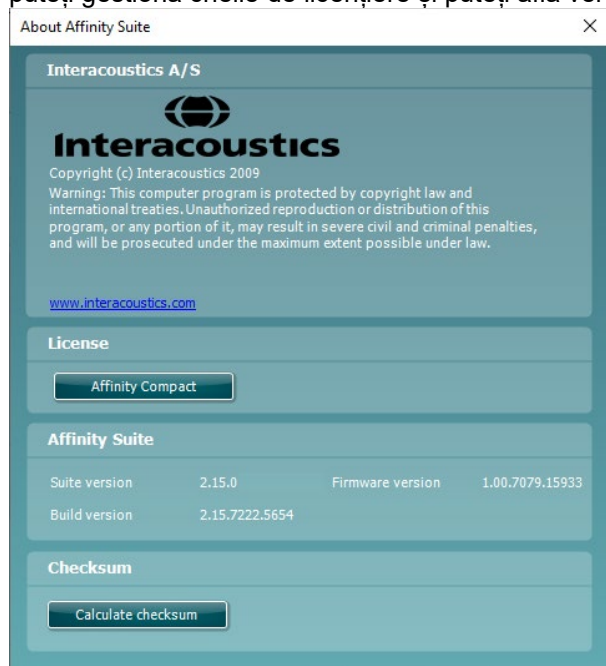 puteți gestiona cheile de licențiere și puteți afla ver
About Affinity Suite
Interacoustics A/S
Interacoustics
Copyright (c) Interacoustics 2009
Warning: This computer program is protected by copyright law and
international treaties. Unauthorized reproduction or distribution of this
program, or any portion of it, may result in severe civil and criminal penalties,
and will be prosecuted under the maximum extent possible under law.
www.interacoustics.com
License
Affinity Compact
Affinity Suite
Suite version 2.15.0 Firmware version 1.00.7079.15933
Build version 2.15.7222.5654
Checksum
Calculate checksum